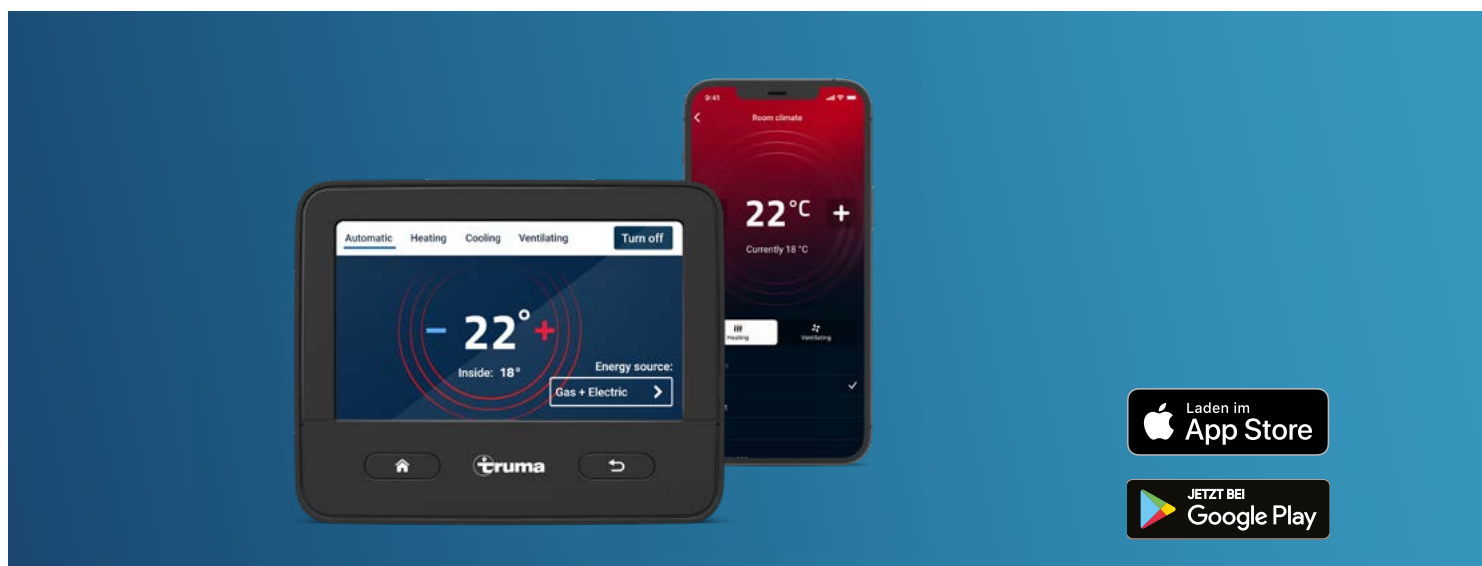 9:41
Room climate
22°C +
Currently 18 °C
Heating
Ventilating
Automatic Heating Cooling Ventilating Turn off
− 22° +
Inside: 18°
Energy source:
Gas + Electric
truma
Laden im
App Store
JETZT BEI
Google Play